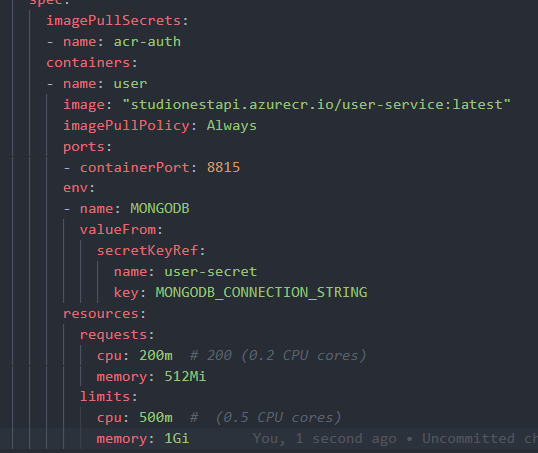 spec:
imagePullSecrets:
- name: acr-auth
containers:
- name: user
image: "studionestapi.azurecr.io/user-service:latest"
imagePullPolicy: Always
ports:
- containerPort: 8815
env:
- name: MONGODB
valueFrom:
secretKeyRef:
name: user-secret
key: MONGODB_CONNECTION_STRING
resources:
requests:
cpu: 200m # 200 (0.2 CPU cores)
memory: 512Mi
limits:
cpu: 500m # (0.5 CPU cores)
memory: 1Gi You, 1 second ago • Uncommitted ch